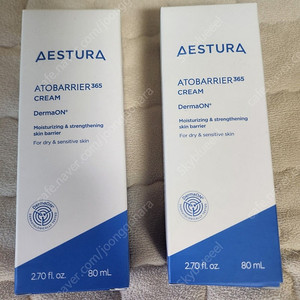 AESTURA
ATOBARRIER365
CREAM
DermaON®
Moisturizing & strengthening
skin barrier
For dry & sensitive skin
2.70 fl. oz. 80 mL
AESTURA
ATOBARRIER365
CREAM
DermaON®
Moisturizing & strengthening
skin barrier
For dry & sensitive skin
2.70 fl. oz. 80 mL